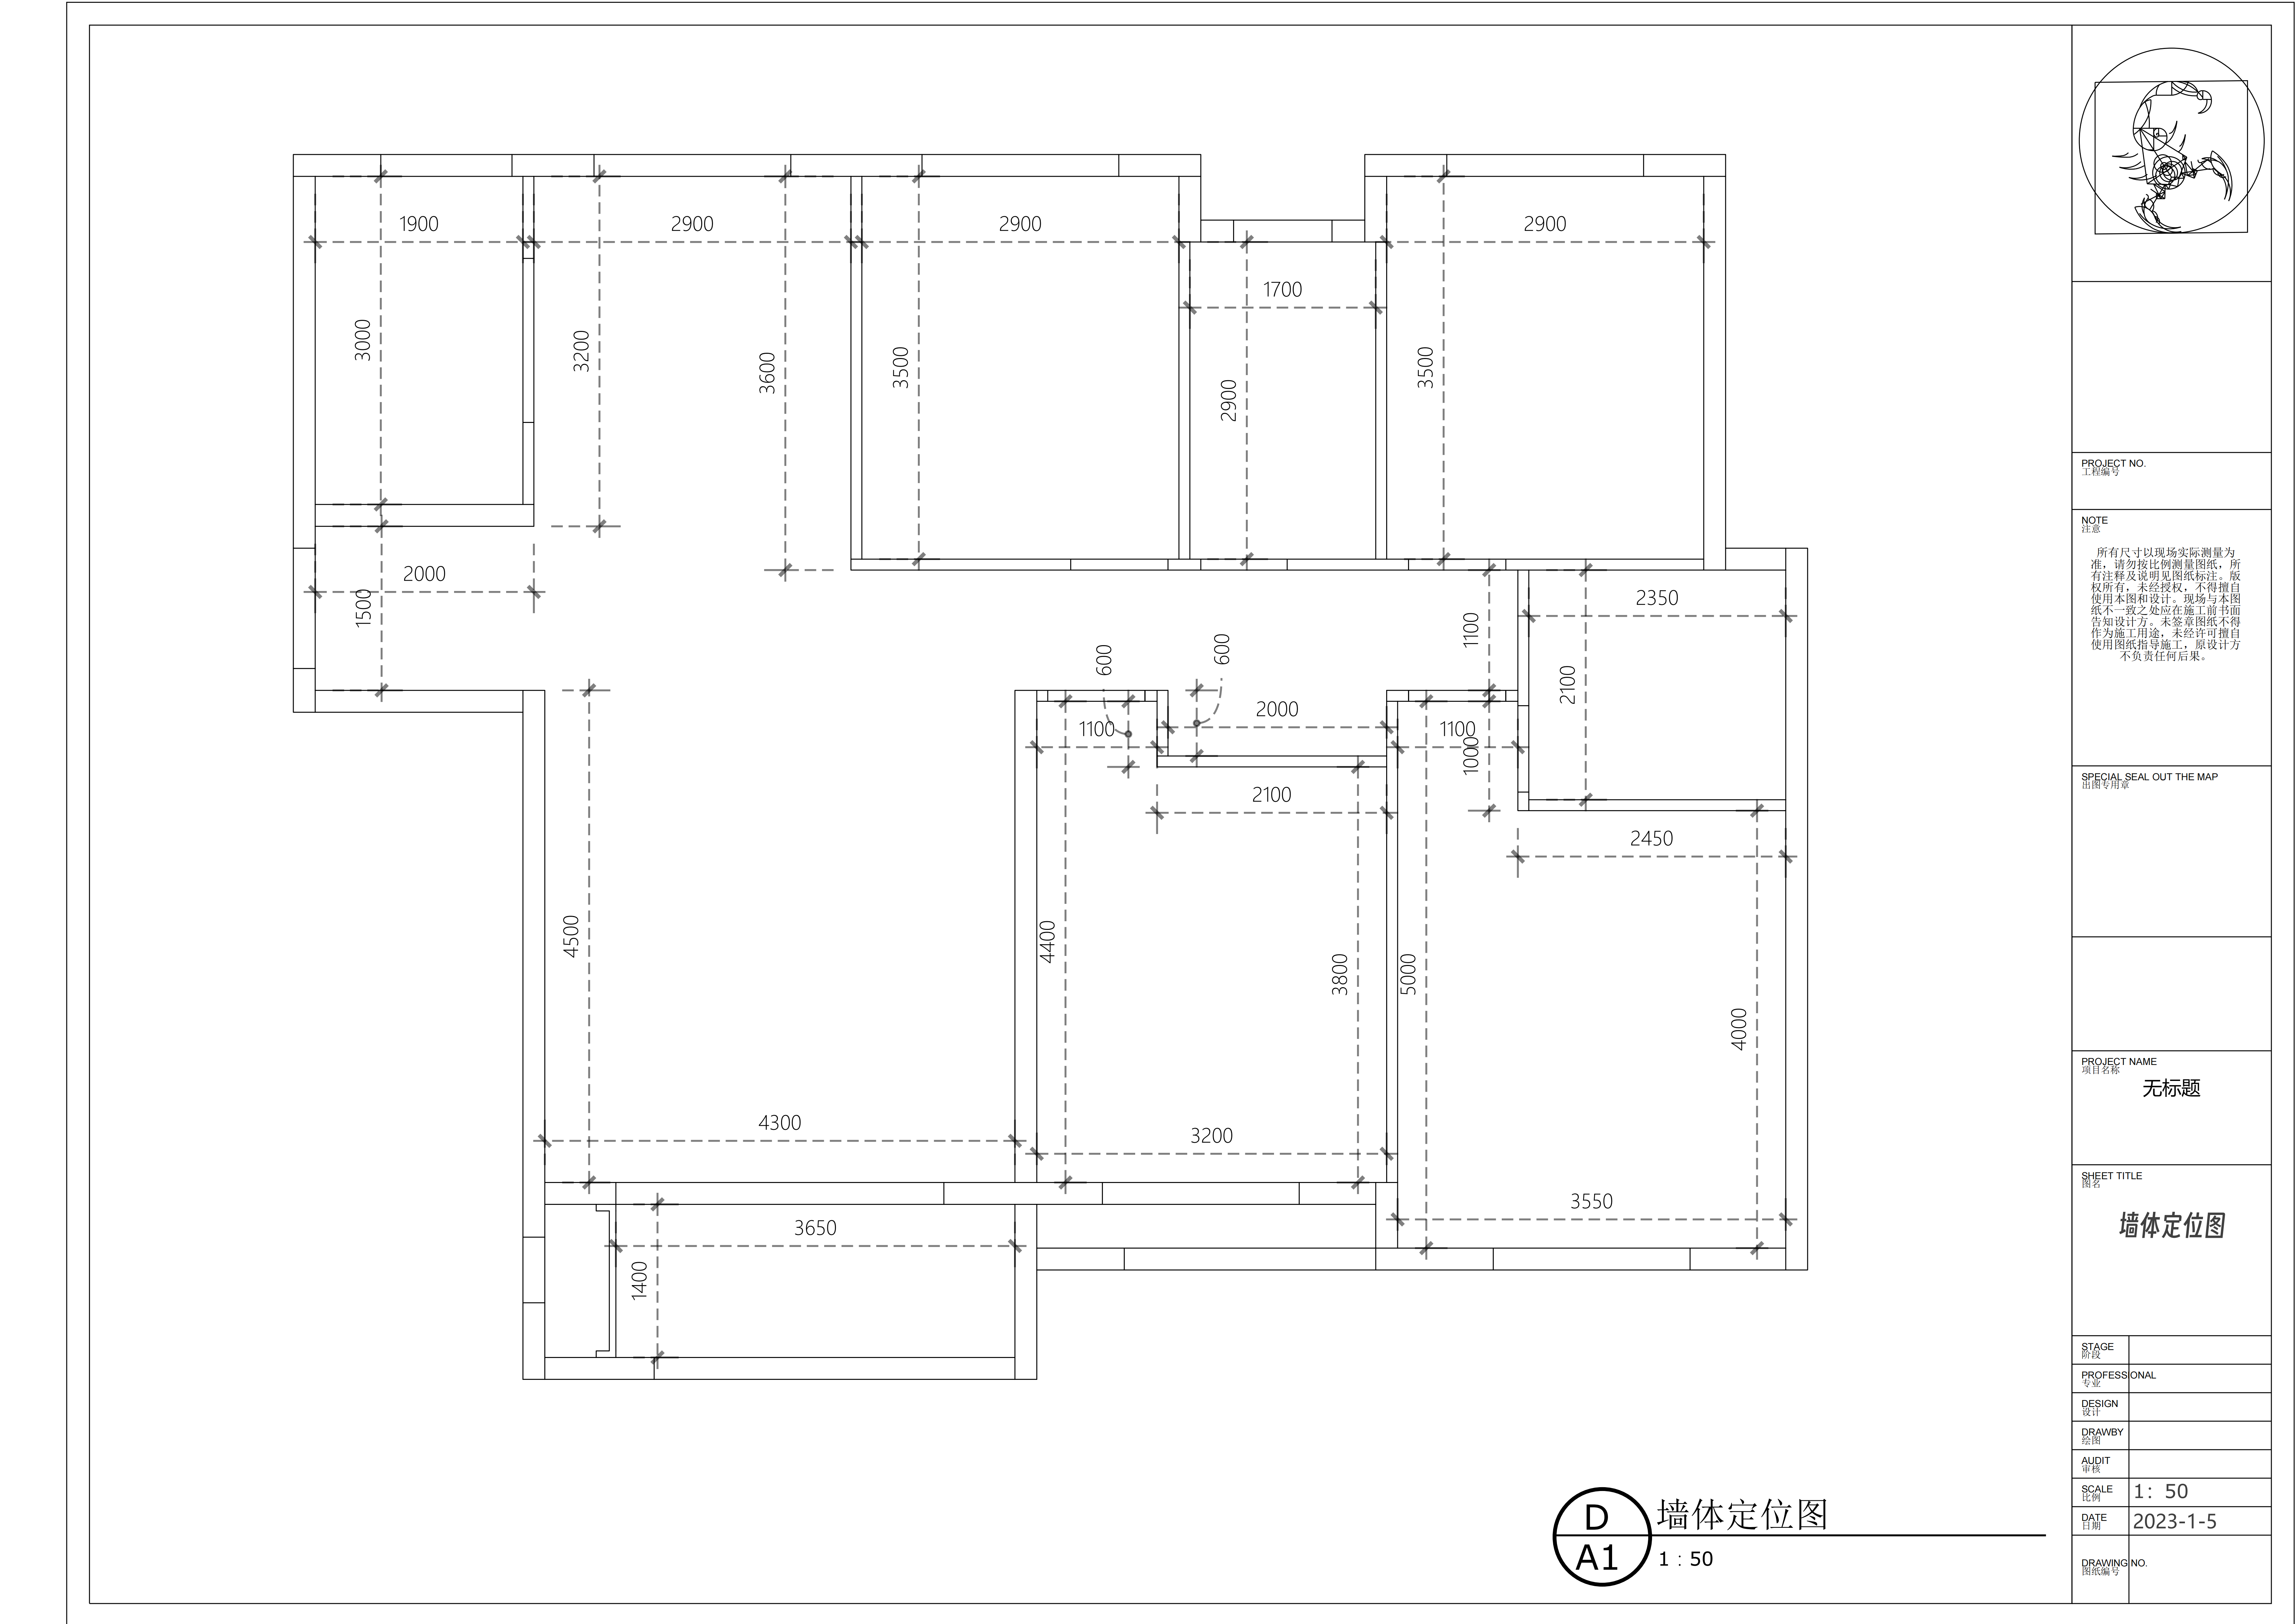 1900
2900
2900
2900
1700
3000
3200
3600
3500
2900
3500
2000
1500
2350
1100
2100
600
600
1100
2000
1100
1000
2100
2450
4500
4400
3800
5000
4000
4300
3200
3550
3650
1400
D
A1
墙体定位图
1：50
PROJECT NO.
工程编号
NOTE
注意
所有尺寸以现场实际测量为
准，请勿按比例测量图纸，所
有注释及说明见图纸标注。版
权所有，未经授权，不得擅自
使用本图和设计。现场与本图
纸不一致之处应在施工前书面
告知设计方。未签章图纸不得
作为施工用途，未经许可擅自
使用图纸指导施工，原设计方
不负责任何后果。
SPECIAL SEAL OUT THE MAP
出图专用章
PROJECT NAME
项目名称
无标题
SHEET TITLE
图名
墙体定位图
STAGE
阶段
PROFESSIONAL
专业
DESIGN
设计
DRAWBY
绘图
AUDIT
审核
SCALE
比例
1：50
DATE
日期
2023-1-5
DRAWING NO.
图纸编号